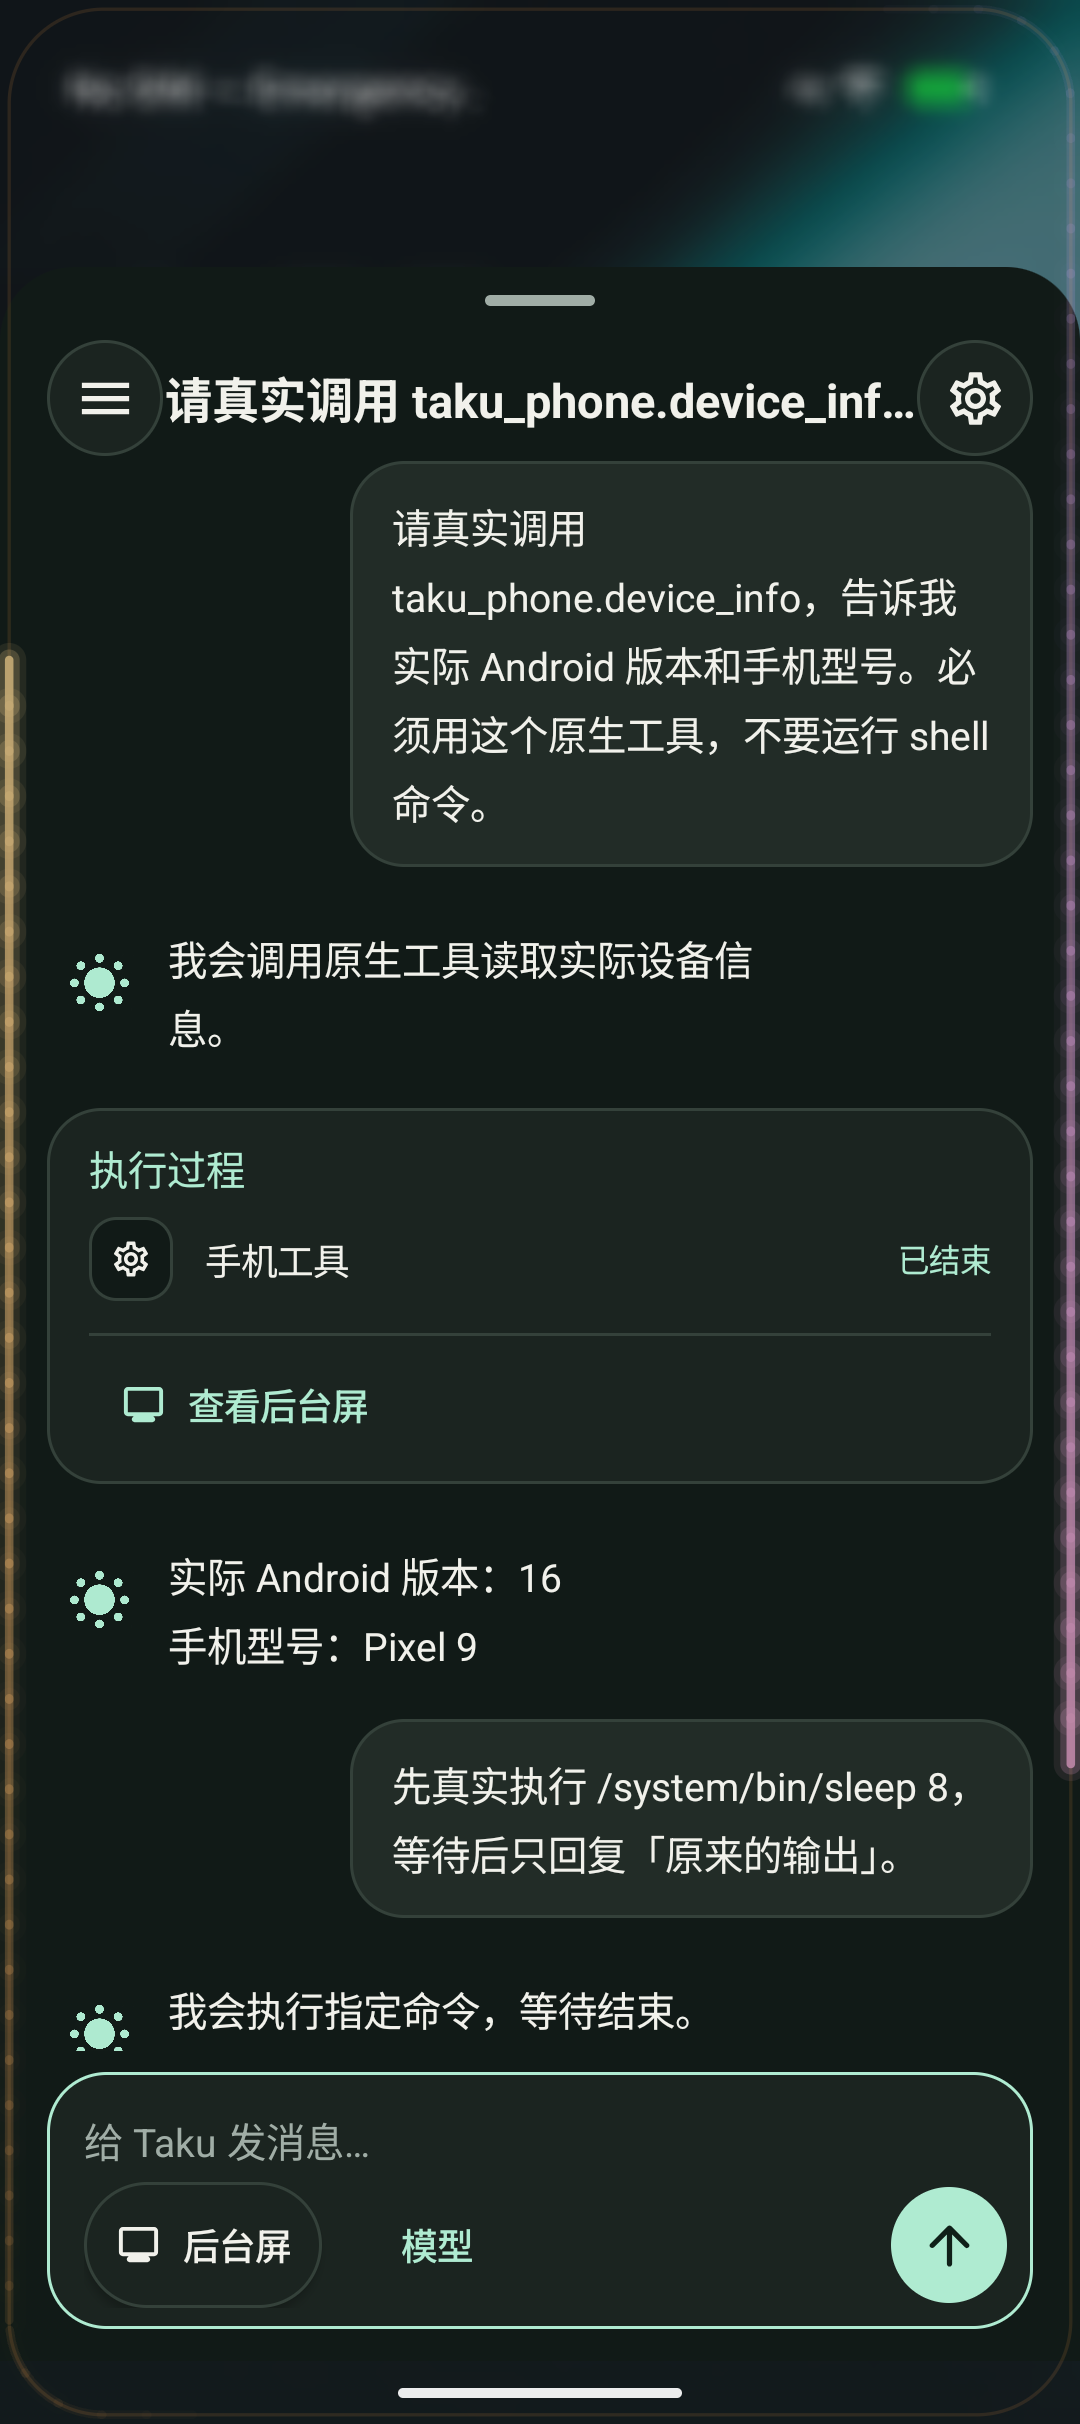 请真实调用 taku_phone.device_inf...
请真实调用
taku_phone.device_info，告诉我
实际 Android 版本和手机型号。必
须用这个原生工具，不要运行 shell
命令。
我会调用原生工具读取实际设备信
息。
执行过程
手机工具
已结束
查看后台屏
实际 Android 版本：16
手机型号：Pixel 9
先真实执行 /system/bin/sleep 8，
等待后只回复「原来的输出」。
我会执行指定命令，等待结束。
给 Taku 发消息...
后台屏
模型